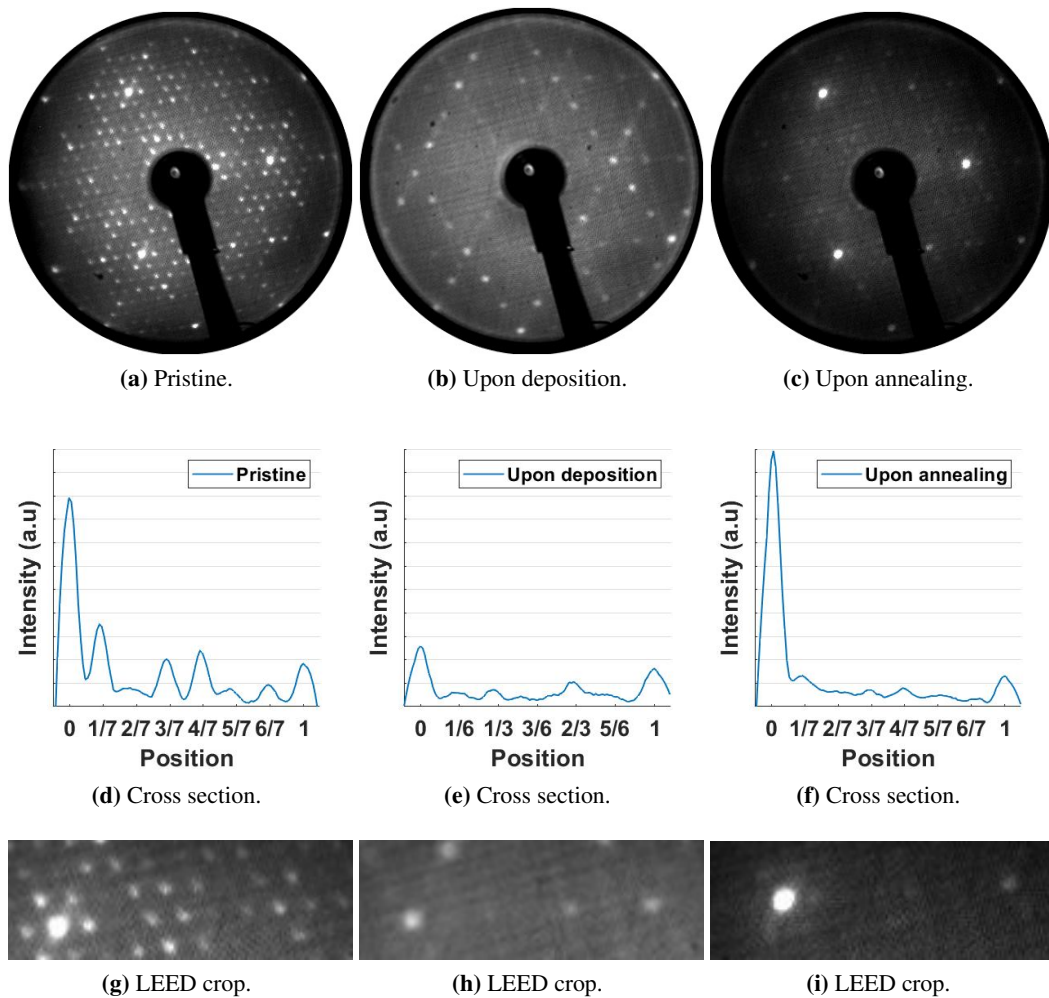 (a) Pristine.
(b) Upon deposition.
(c) Upon annealing.
Pristine
Intensity (a.u)
0 1/7 2/7 3/7 4/7 5/7 6/7 1
Position
Upon deposition
Intensity (a.u)
0 1/6 1/3 3/6 2/3 5/6 1
Position
Upon annealing
Intensity (a.u)
0 1/7 2/7 3/7 4/7 5/7 6/7 1
Position
(d) Cross section.
(e) Cross section.
(f) Cross section.
(g) LEED crop.
(h) LEED crop.
(i) LEED crop.